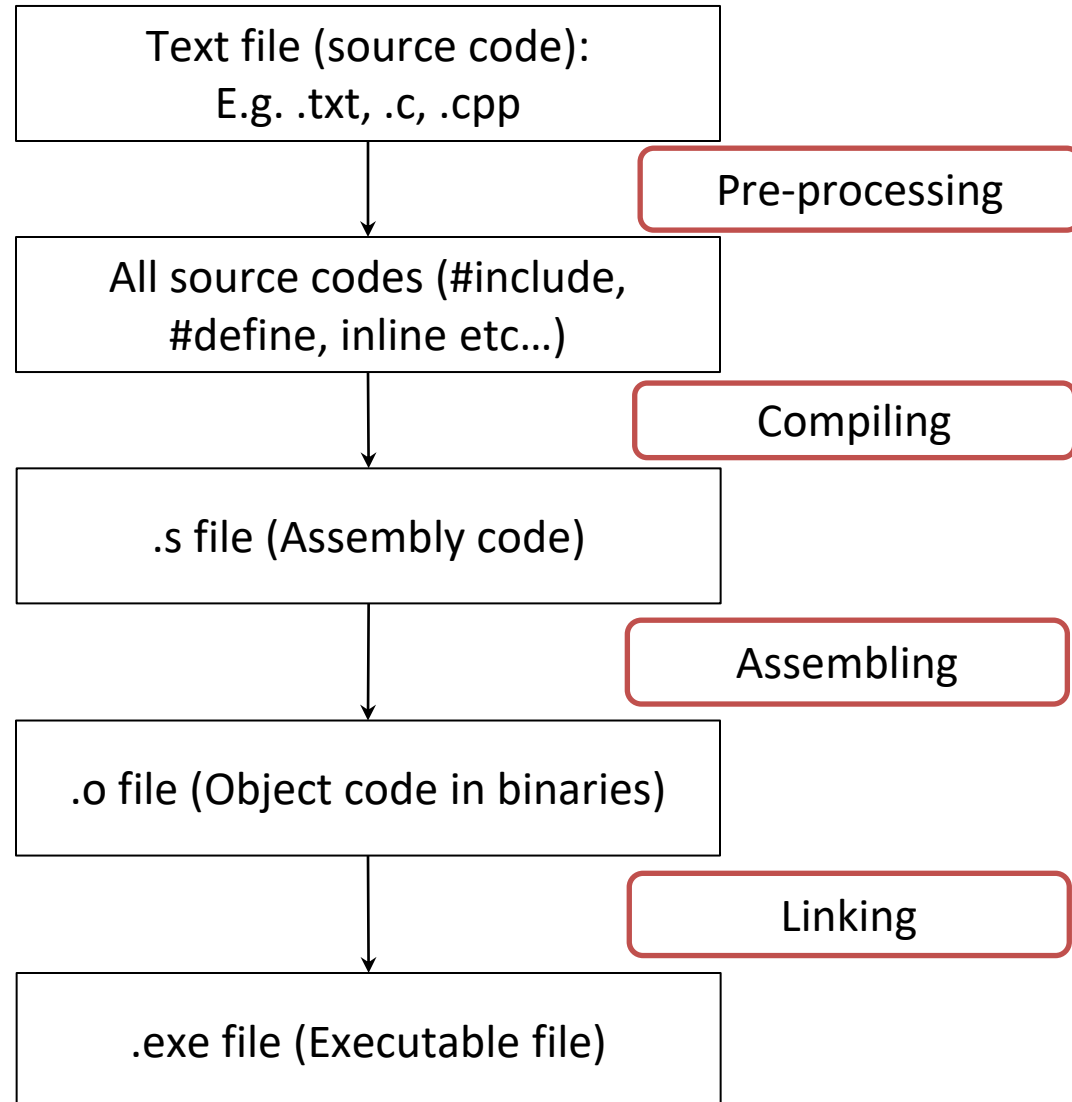 Text file (source code):
E.g. .txt, .c, .cpp
Pre-processing
All source codes (#include,
#define, inline etc…)
Compiling
.s file (Assembly code)
Assembling
.o file (Object code in binaries)
Linking
.exe file (Executable file)